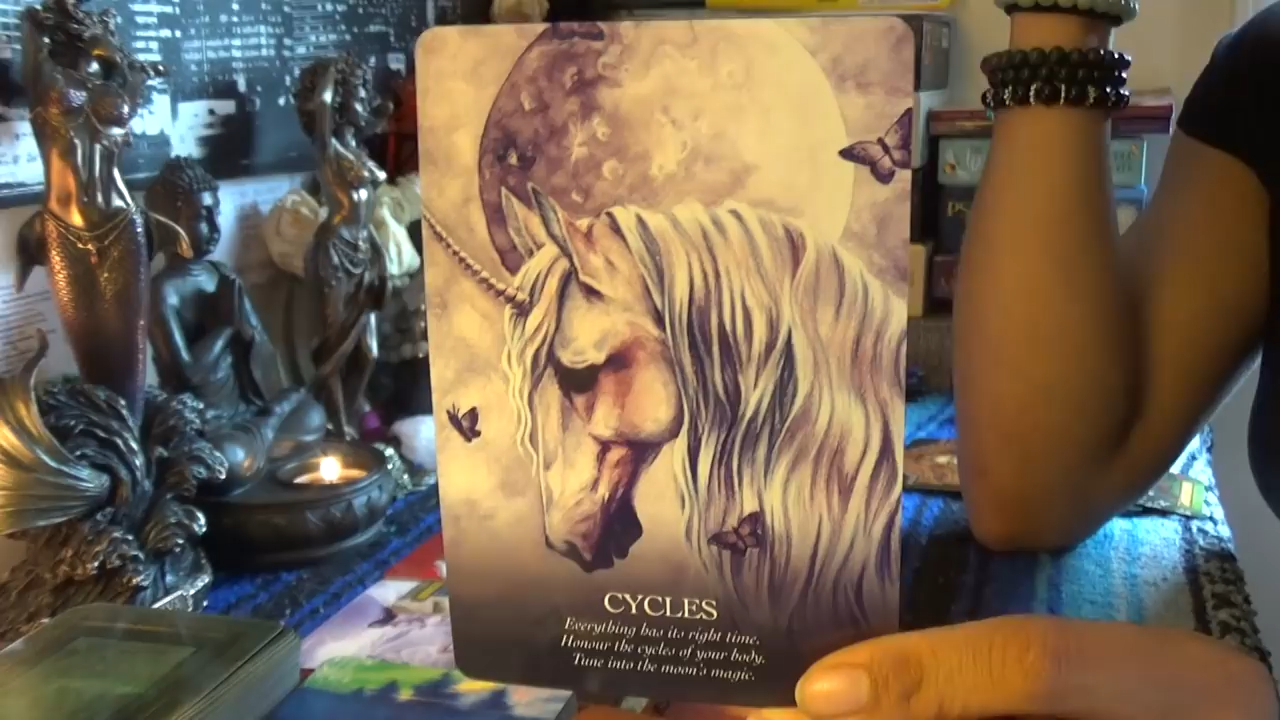 CYCLES
Everything has its right time.
Honour the cycles of your body.
Tune into the moon's magic.